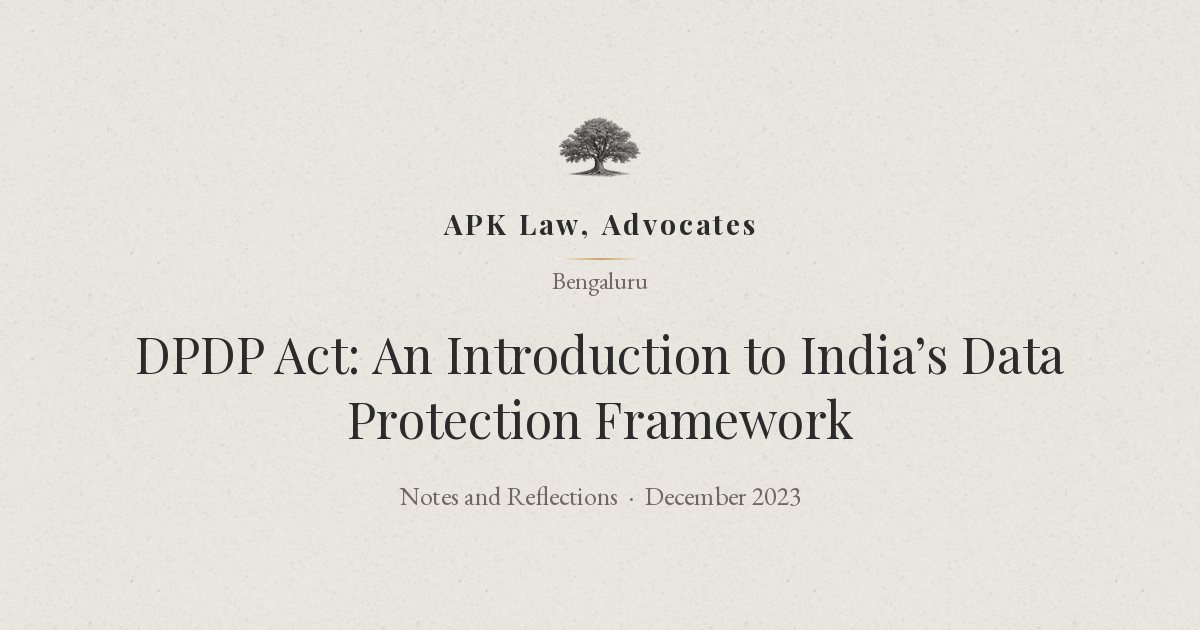 APK Law, Advocates
Bengaluru
DPDP Act: An Introduction to India’s Data
Protection Framework
Notes and Reflections · December 2023